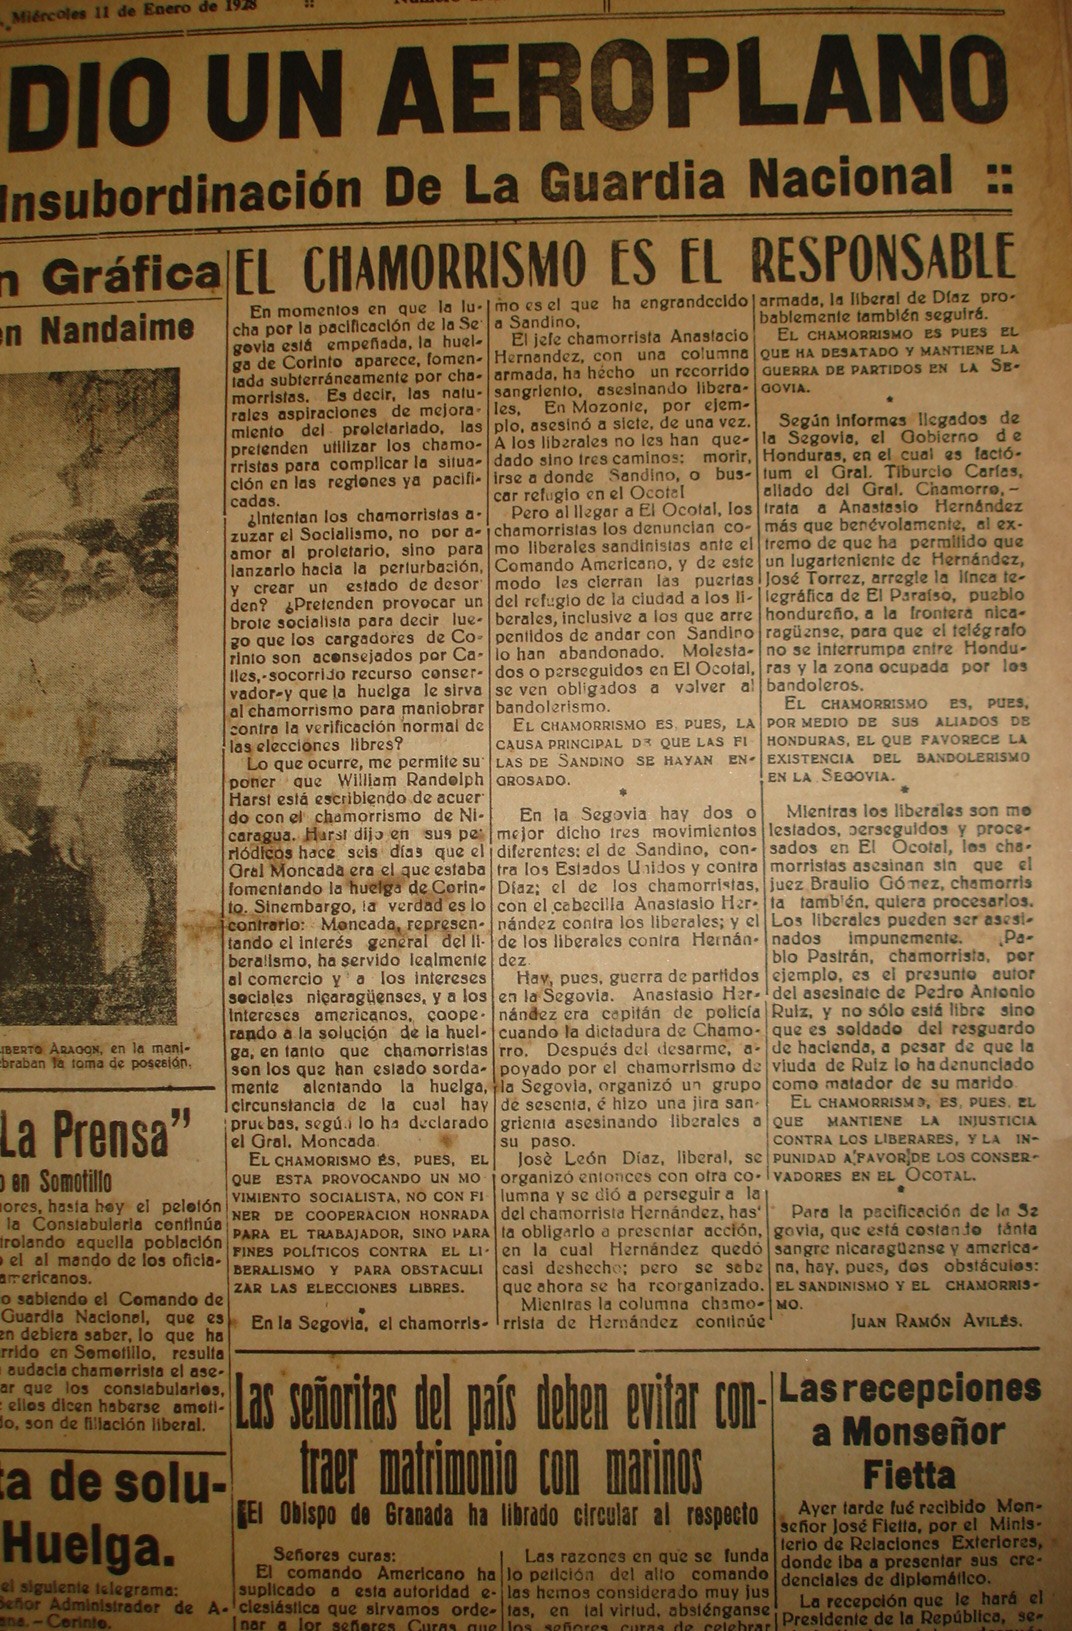 Miércoles 11 de Enero de 1928
DIO UN AEROPLANO
Insubordinación De La Guardia Nacional ::
n Gráfica
en Nandaime
IBERTO ARAGON, en la mani-
ebraban la toma de posesión.
La Prensa”
o en Somotillo
ores, hasta hoy el pelotón
la Constabularia continúa
trolando aquella población
o el al mando de los oficia-
americanos.
o sabiendo el Comando de
Guardia Nacional, que es
en debiera saber, lo que ha
rrido en Somotillo, resulta
audacia chamorrista el ase-
ar que los constabularios,
ellos dicen haberse amoti-
do, son de filiación liberal.
ta de solu-
Huelga.
el siguiente telegrama:
Señor Administrador de A-
ana.—Corinto.
EL CHAMORRISMO ES EL RESPONSABLE
En momentos en que la lu-
cha por la pacificación de la Se
govia está empeñada, la huel-
ga de Corinto aparece, fomen-
tada subterráneamente por cha-
morristas. Es decir, las natu-
rales aspiraciones de mejora-
miento del proletariado, las
pretenden utilizar los chamo-
rristas para complicar la situa-
ción en las regiones ya pacifi-
cadas.
¿Intentan los chamorristas a-
zuzar el Socialismo, no por a-
amor al proletario, sino para
lanzarlo hacia la perturbación,
y crear un estado de desor
den? ¿Pretenden provocar un
brote socialista para decir lue-
go que los cargadores de Co-
rinto son aconsejados por Ca-
lles,-socorrido recurso conser-
vador-y que la huelga le sirva
al chamorrismo para maniobrar
contra la verificación normal de
las elecciones libres?
Lo que ocurre, me permite su
poner que William Randolph
Harst está escribiendo de acuer
do con el chamorrismo de Ni-
caragua. Harst dijo en sus pe
riódicos hace seis días que el
Gral Moncada era el que estaba
fomentando la huelga de Corin-
to. Sinembargo, la verdad es lo
contrario: Moncada, represen-
tando el interés general del li-
beralismo, ha servido lealmente
al comercio y a los intereses
sociales nicaragüenses, y a los
intereses americanos, coope-
rando a la solución de la huel-
ga, en tanto que chamorristas
son los que han estado sorda-
mente alentando la huelga,
circunstancia de la cual hay
pruebas, según lo ha declarado
el Gral. Moncada
EL CHAMORISMO ÉS, PUES, EL
QUE ESTA PROVOCANDO UN MO
VIMIENTO SOCIALISTA, NO CON FI
NER DE COOPERACION HONRADA
PARA EL TRABAJADOR, SINO PARA
FINES POLÍTICOS CONTRA EL LI-
BERALISMO Y PARA OBSTACULI
ZAR LAS ELECCIONES LIBRES.
*
En la Segovia, el chamorris-
mo es el que ha engrandecido
a Sandino,
El jefe chamorrista Anastacio
Hernandez, con una columna
armada, ha hecho un recorrido
sangriento, asesinando libera-
les, En Mozonte, por ejem-
plo, asesinó a siete, de una vez.
A los liberales no les han que-
dado sino tres caminos: morir,
irse a donde Sandino, o bus-
car refugio en el Ocotal
Pero al llegar a El Ocotal, los
chamorristas los denuncian co-
mo liberales sandinistas ante el
Comando Americano, y de este
modo les cierran las puertas
del refugio de la ciudad a los li-
berales, inclusive a los que arre
pentidos de andar con Sandino
lo han abandonado. Molesta-
dos o perseguidos en El Ocotal,
se ven obligados a volver al
bandolerismo.
EL CHAMORRISMO ES, PUES, LA
CAUSA PRINCIPAL DE QUE LAS FI
LAS DE SANDINO SE HAYAN EN-
GROSADO.
*
En la Segovia hay dos o
mejor dicho tres movimientos
diferentes: el de Sandino, con-
tra los Estados Unidos y contra
Díaz; el de los chamorristas,
con el cabecilla Anastasio Her-
nández contra los liberales; y el
de los liberales contra Hernán-
dez
Hay, pues, guerra de partidos
en la Segovia. Anastasio Her-
nández era capitán de policía
cuando la dictadura de Chamo-
rro. Después del desarme, a-
poyado por el chamorrismo de
la Segovia, organizó un grupo
de sesenta, é hizo una jira san-
grienta asesinando liberales a
su paso.
Josè León Díaz, liberal, se
organizó entonces con otra co-
lumna y se dió a perseguir a la
del chamorrista Hernández, has-
ta obligarlo a presentar acción,
en la cual Hernández quedó
casi deshecho; pero se sabe
que ahora se ha reorganizado.
Mientras la columna chamo-
rrista de Hernández continúe
armada, la liberal de Díaz pro-
bablemente también seguirá.
EL CHAMORRISMO ES PUES EL
QUE HA DESATADO Y MANTIENE LA
GUERRA DE PARTIDOS EN LA SE-
GOVIA.
*
Según informes llegados de
la Segovia, el Gobierno de
Honduras, en el cual es factó-
tum el Gral. Tiburcio Carías,
aliado del Gral. Chamorro,—
trata a Anastasio Hernández
más que benévolamente, al ex-
tremo de que ha permitido que
un lugarteniente de Hernández,
José Torrez, arregle la línea te-
legráfica de El Paraíso, pueblo
hondureño, a la frontera nica-
ragüense, para que el telégrafo
no se interrumpa entre Hondu-
ras y la zona ocupada por los
bandoleros.
EL CHAMORRISMO ES, PUES,
POR MEDIO DE SUS ALIADOS DE
HONDURAS, EL QUE FAVORECE LA
EXISTENCIA DEL BANDOLERISMO
EN LA SEGOVIA.
*
Mientras los liberales son mo
lestados, perseguidos y proce-
sados en El Ocotal, los cha-
morristas asesinan sin que el
juez Braulio Gómez, chamorris
ta también, quiera procesarlos.
Los liberales pueden ser asesi-
nados impunemente. Pa-
blo Pastrán, chamorrista, por
ejemplo, es el presunto autor
del asesinato de Pedro Antonio
Ruiz, y no sólo está libre sino
que es soldado del resguardo
de hacienda, a pesar de que la
viuda de Ruiz lo ha denunciado
como matador de su marido
EL CHAMORRISMO, ES, PUES, EL
QUE MANTIENE LA INJUSTICIA
CONTRA LOS LIBERARES, Y LA IN-
PUNIDAD A FAVOR DE LOS CONSER-
VADORES EN EL OCOTAL.
*
Para la pacificación de la Se
govia, que está costando tánta
sangre nicaragüense y america-
na, hay, pues, dos obstáculos:
EL SANDINISMO Y EL CHAMORRIS-
MO.
JUAN RAMÓN AVILÉS.
Las señoritas del país deben evitar con-
traer matrimonio con marinos
El Obispo de Granada ha librado circular al respecto
Señores curas:
El comando Americano ha
suplicado a esta autoridad e-
clesiástica que sirvamos orde-
nar a los señores Curas que
Las razones en que se funda
lo petición del alto comando
las hemos considerado muy jus
tas, en tal virtud, absténganse
los señores curas de celebrar
Las recepciones
a Monseñor
Fietta
Ayer tarde fué recibido Mon-
señor José Fietta, por el Minis-
terio de Relaciones Exteriores,
donde iba a presentar sus cre-
denciales de diplomático.
La recepción que le hará el
Presidente de la República, se-